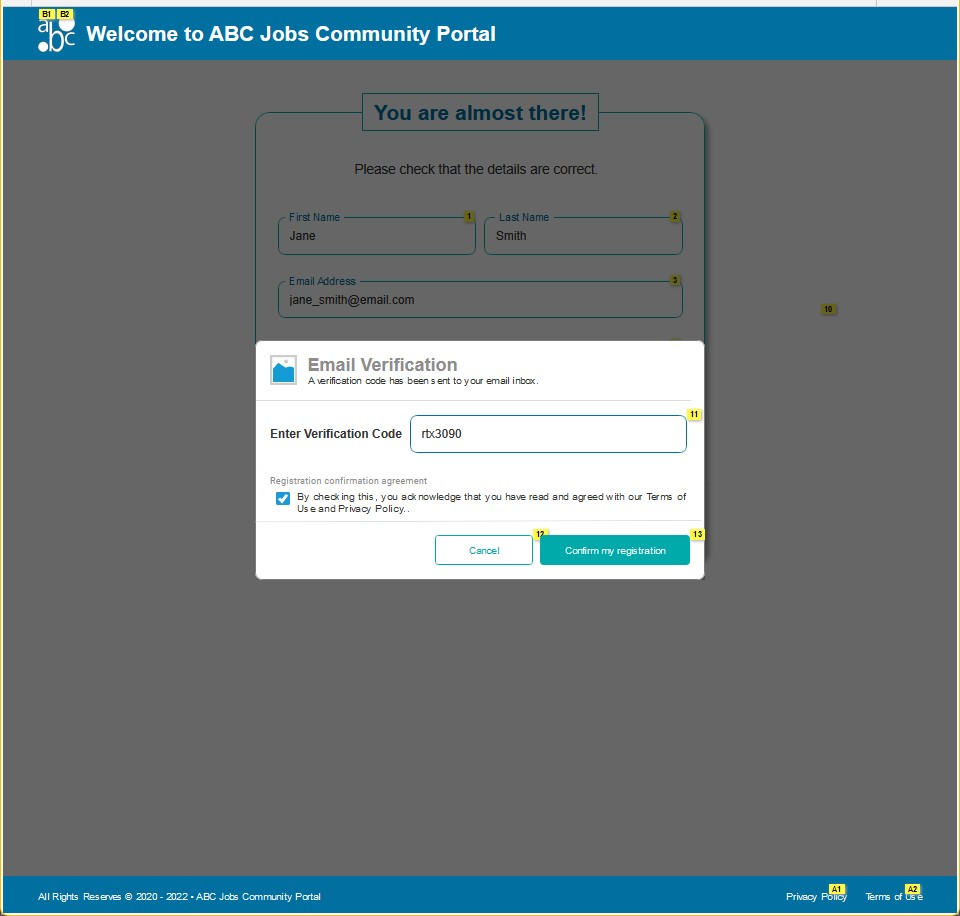 B1 B2
abc
Welcome to ABC Jobs Community Portal
You are almost there!
Please check that the details are correct.
First Name 1 Last Name 2
Jane Smith
Email Address 3
jane_smith@email.com
10
Email Verification
A verification code has been sent to your email inbox.
11
Enter Verification Code rtx3090
Registration confirmation agreement
By checking this, you acknowledge that you have read and agreed with our Terms of
Use and Privacy Policy..
12 13
Cancel Confirm my registration
A1 A2
All Rights Reserves © 2020 - 2022 • ABC Jobs Community Portal Privacy Policy Terms of Use